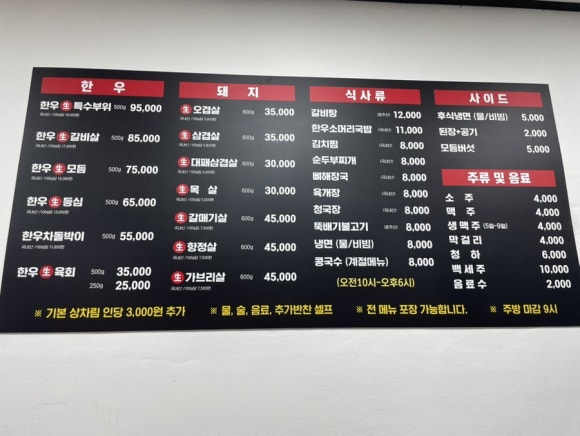 한우
한우 生 특수부위 500g 95,000
한우 生 갈비살 500g 85,000
한우 生 모듬 500g 75,000
한우 生 등심 500g 65,000
한우차돌박이 500g 55,000
한우 生 육회 500g 35,000
250g 25,000
돼지
生 오겹살 600g 35,000
生 삼겹살 600g 35,000
生 대패삼겹살 600g 30,000
生 목살 600g 30,000
生 갈매기살 600g 45,000
生 항정살 600g 45,000
生 가브리살 600g 45,000
식사류
갈비탕 12,000
한우소머리국밥 11,000
김치찜 8,000
순두부찌개 8,000
뼈해장국 8,000
육개장 8,000
청국장 8,000
뚝배기불고기 8,000
냉면 (물/비빔) 8,000
콩국수 (계절메뉴) 8,000
(오전10시~오후6시)
사이드
후식냉면 (물/비빔) 5,000
된장+공기 2,000
모듬버섯 5,000
주류 및 음료
소주 4,000
맥주 4,000
생맥주 (5월~9월) 4,000
막걸리 4,000
청하 6,000
백세주 10,000
음료수 2,000
※ 기본 상차림 인당 3,000원 추가 ※ 물, 술, 음료, 추가반찬 셀프 ※ 전 메뉴 포장 가능합니다. ※ 주방 마감 9시